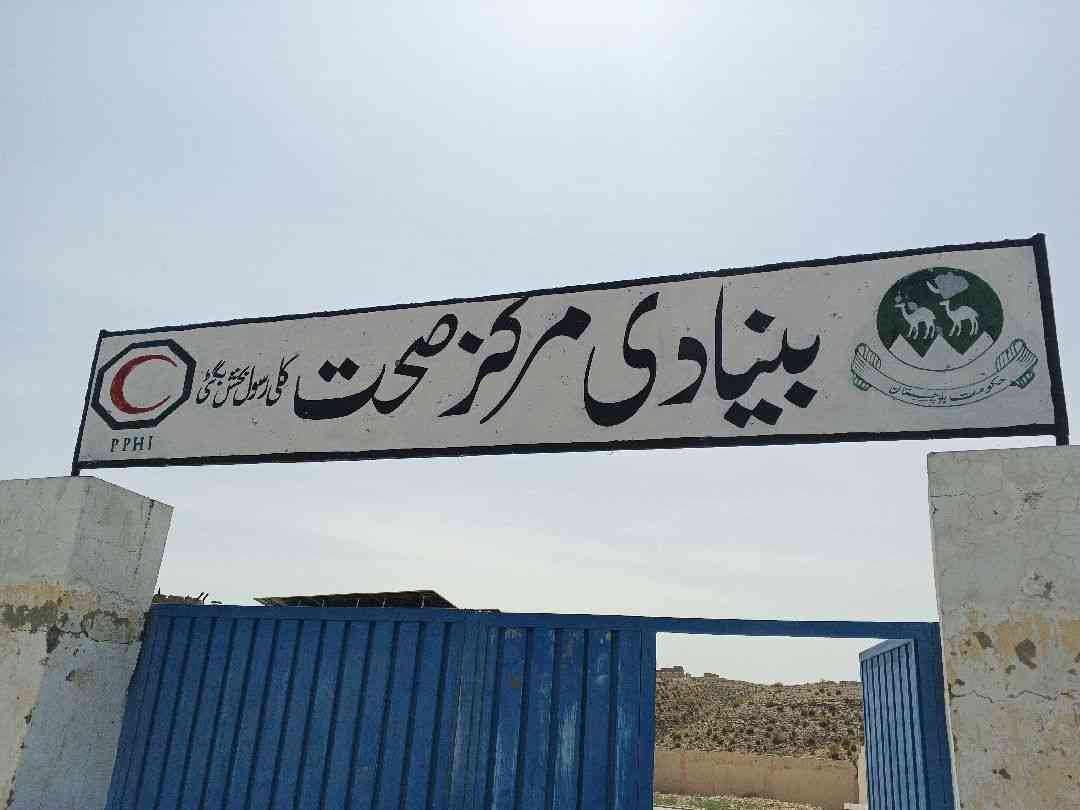 بنیادی مرکز صحت کلی رسول بخش بگٹی
حکومت بلوچستان
PPHI